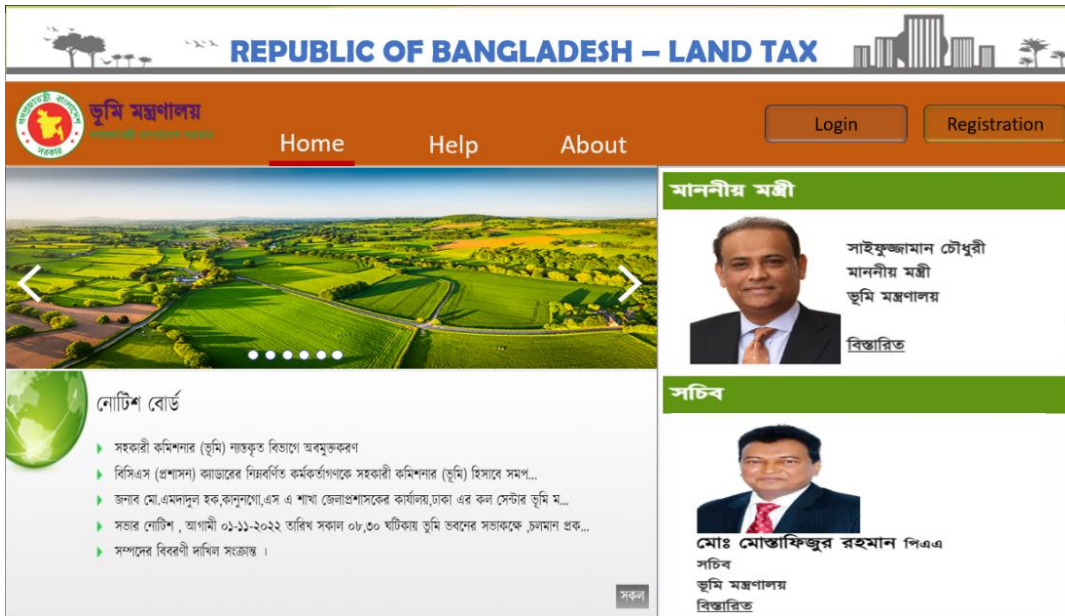 REPUBLIC OF BANGLADESH – LAND TAX
ভূমি মন্ত্রণালয়
Home
Help
About
Login
Registration
মাননীয় মন্ত্রী
সাইফুজ্জামান চৌধুরী
মাননীয় মন্ত্রী
ভূমি মন্ত্রণালয়
বিস্তারিত
নোটিশ বোর্ড
সহকারী কমিশনার (ভূমি) ন্যস্তকৃত বিভাগে অবমুক্তকরণ
বিসিএস (প্রশাসন) ক্যাডারের নিম্নবর্ণিত কর্মকর্তাগণকে সহকারী কমিশনার (ভূমি) হিসাবে সমপ...
জনাব মো.এমদাদুল হক,কানুনগো,এস এ শাখা জেলাপ্রশাসকের কার্যালয়,ঢাকা এর কল সেন্টার ভূমি ম...
সভার নোটিশ , আগামী ০১-১১-২০২২ তারিখ সকাল ০৮,৩০ ঘটিকায় ভুমি ভবনের সভাকক্ষে ,চলমান প্রক...
সম্পদের বিবরণী দাখিল সংক্রান্ত ।
সকল
সচিব
মোঃ মোস্তাফিজুর রহমান পিএএ
সচিব
ভূমি মন্ত্রণালয়
বিস্তারিত